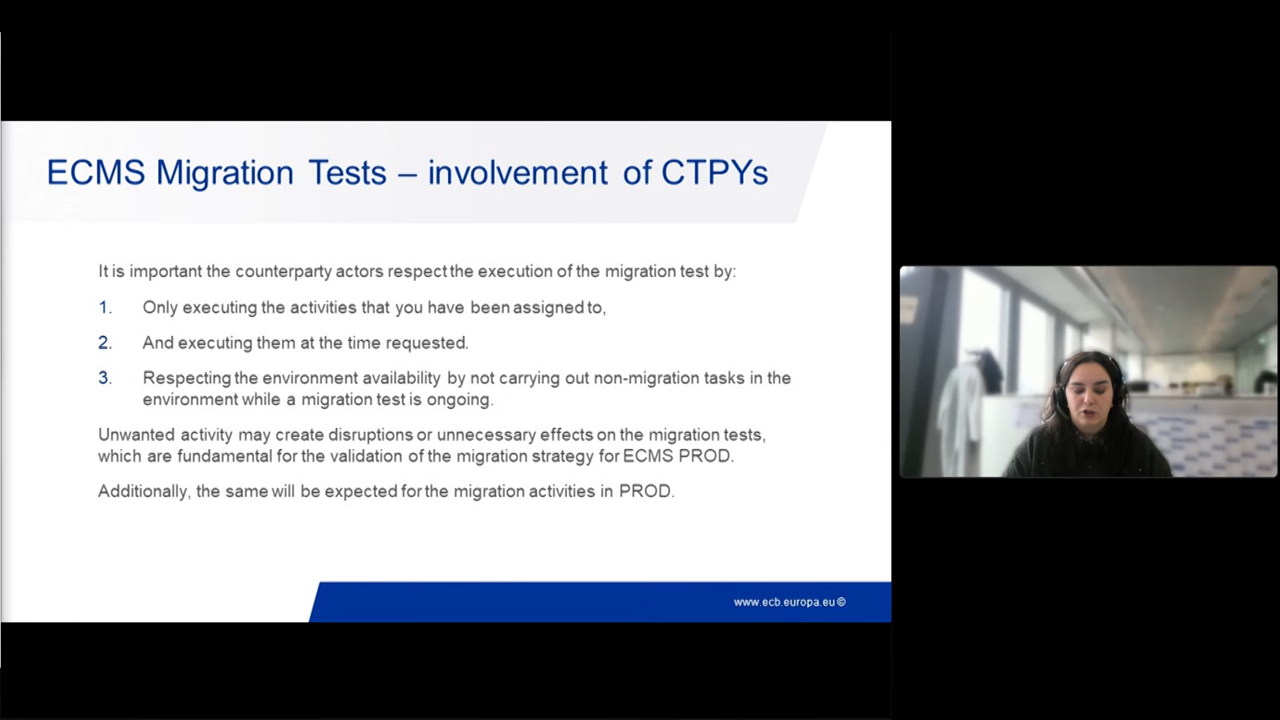 ECMS Migration Tests – involvement of CTPYs
It is important the counterparty actors respect the execution of the migration test by:
1. Only executing the activities that you have been assigned to,
2. And executing them at the time requested.
3. Respecting the environment availability by not carrying out non-migration tasks in the
environment while a migration test is ongoing.
Unwanted activity may create disruptions or unnecessary effects on the migration tests,
which are fundamental for the validation of the migration strategy for ECMS PROD.
Additionally, the same will be expected for the migration activities in PROD.
www.ecb.europa.eu ©